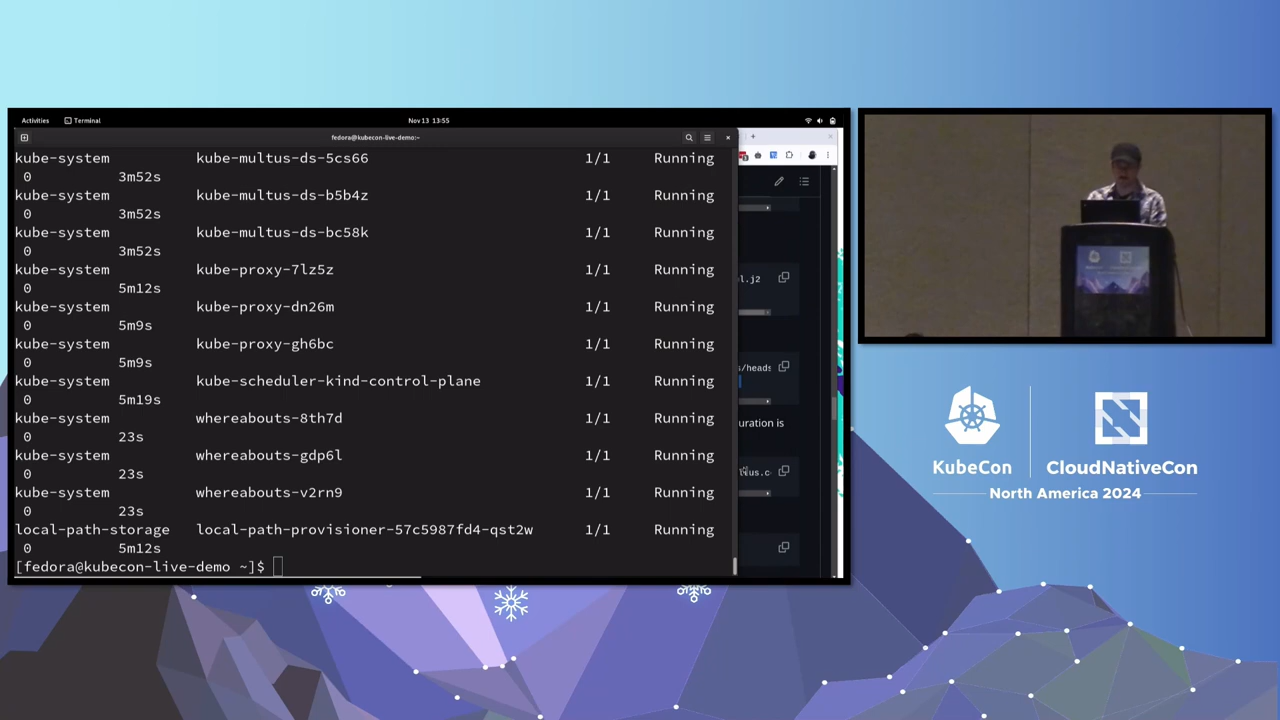 Activities Terminal Nov 13 13:55
fedora@kubecon-live-demo:~
kube-system kube-multus-ds-5cs66 1/1 Running
0 3m52s
kube-system kube-multus-ds-b5b4z 1/1 Running
0 3m52s
kube-system kube-multus-ds-bc58k 1/1 Running
0 3m52s
kube-system kube-proxy-7lz5z 1/1 Running
0 5m12s
kube-system kube-proxy-dn26m 1/1 Running
0 5m9s
kube-system kube-proxy-gh6bc 1/1 Running
0 5m9s
kube-system kube-scheduler-kind-control-plane 1/1 Running
0 5m19s
kube-system whereabouts-8th7d 1/1 Running
0 23s
kube-system whereabouts-gdp6l 1/1 Running
0 23s
kube-system whereabouts-v2rn9 1/1 Running
0 23s
local-path-storage local-path-provisioner-57c5987fd4-qst2w 1/1 Running
0 5m12s
[fedora@kubecon-live-demo ~]$
l.j2
s/heads
uration is
KubeCon CloudNativeCon
North America 2024